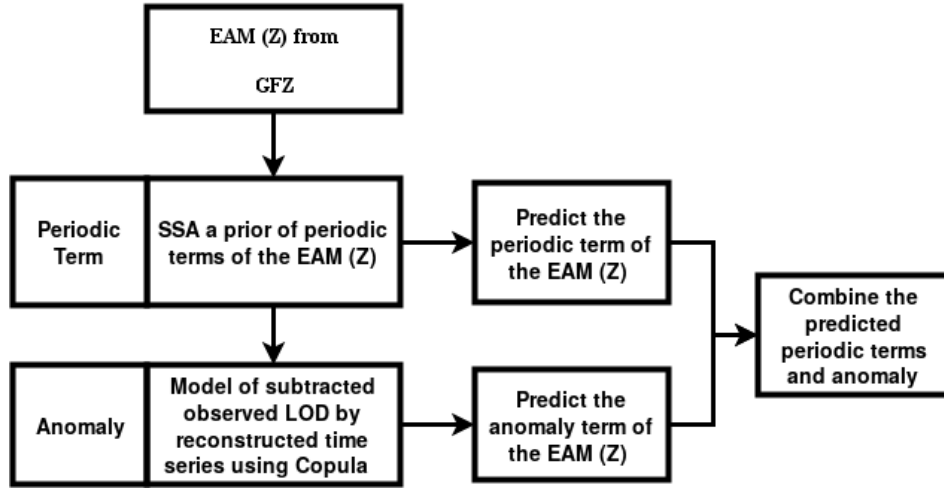 EAM (Z) from
GFZ
Periodic
Term
SSA a prior of periodic
terms of the EAM (Z)
Predict the
periodic term of
the EAM (Z)
Combine the
predicted
periodic terms
and anomaly
Anomaly
Model of subtracted
observed LOD by
reconstructed time
series using Copula
Predict the
anomaly term of
the EAM (Z)